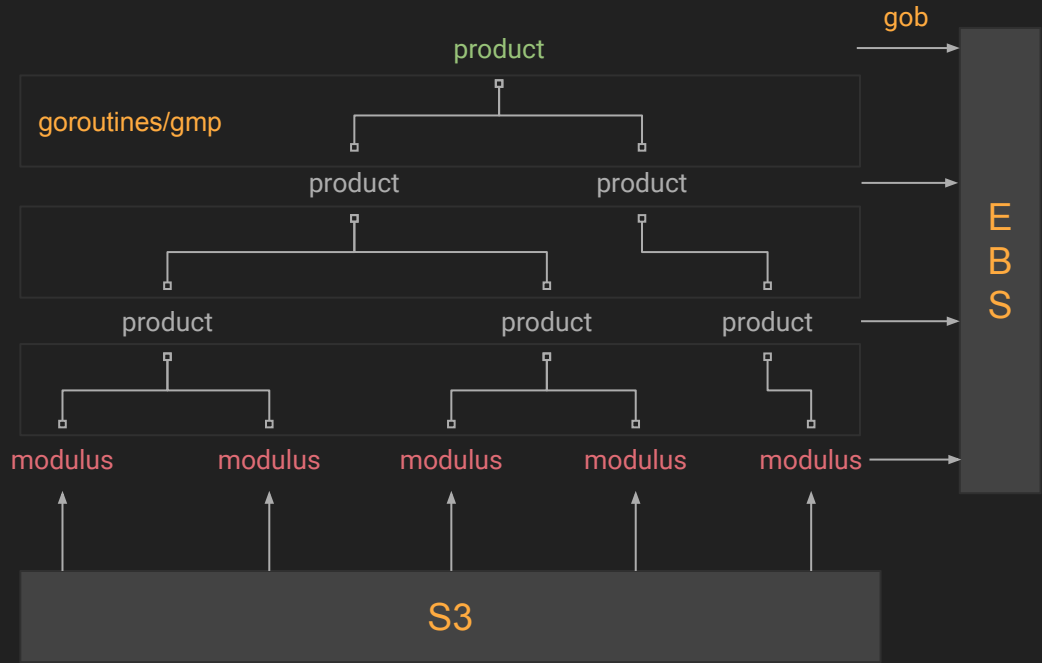 gob
product
goroutines/gmp
product product
E
B
S
product product product
modulus modulus modulus modulus modulus
S3